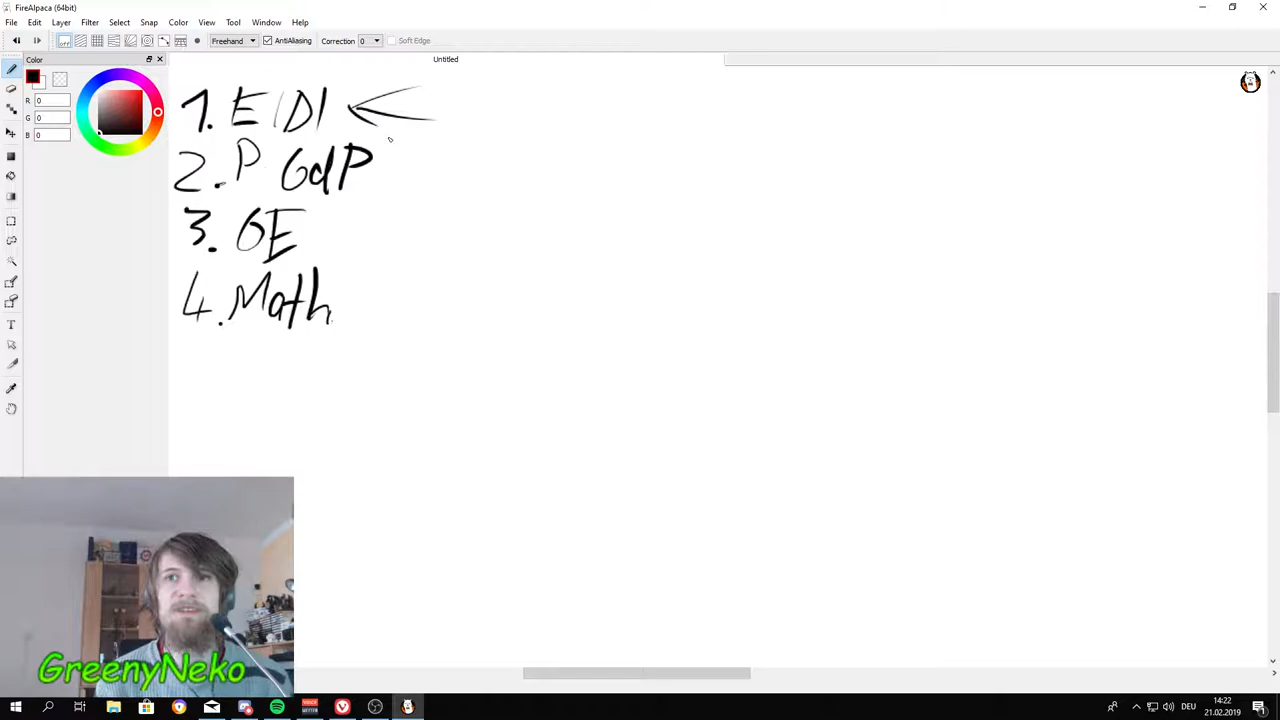 FireAlpaca (64bit)
File Edit Layer Filter Select Snap Color View Tool Window Help
off Freehand AntiAliasing Correction 0 Soft Edge
Color
Untitled
R 0
G 0
B 0
1. EIDI
2. P GdP
3. GE
4. Math
GreenyNeko
DEU
14:22
21.02.2019